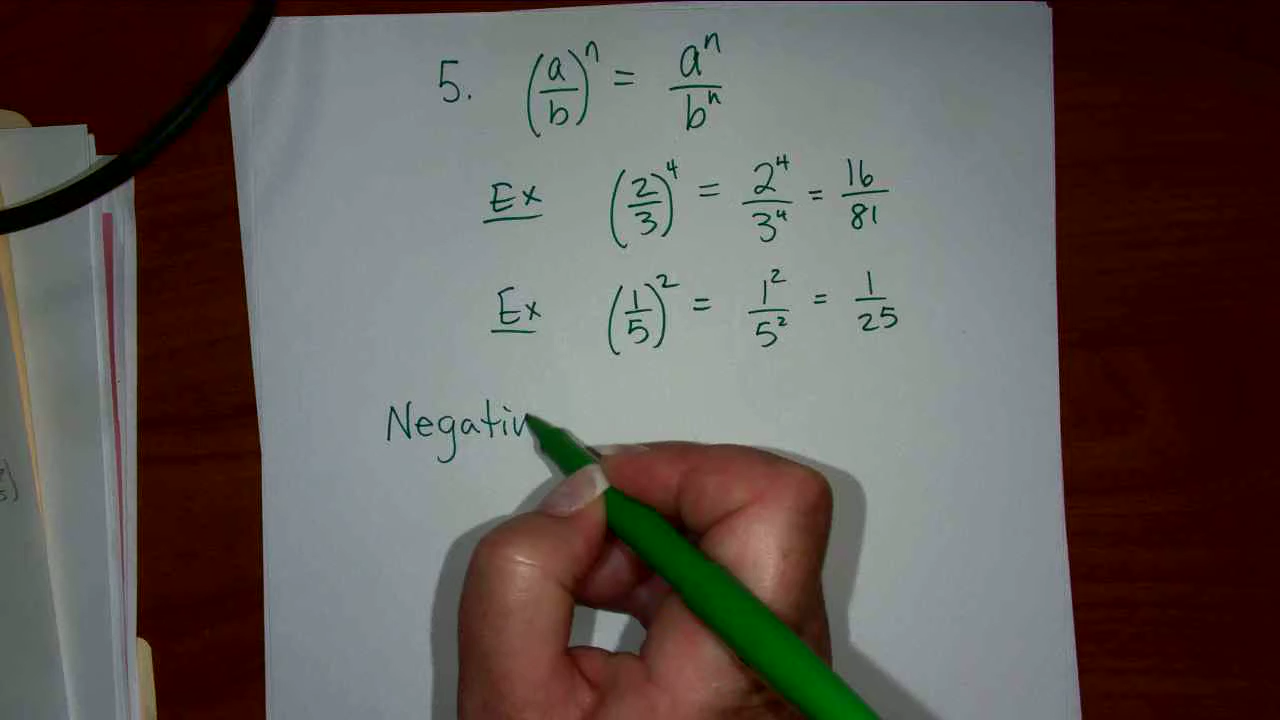 5. (a/b)^n = a^n/b^n
Ex (2/3)^4 = 2^4/3^4 = 16/81
Ex (1/5)^2 = 1^2/5^2 = 1/25
Negativ